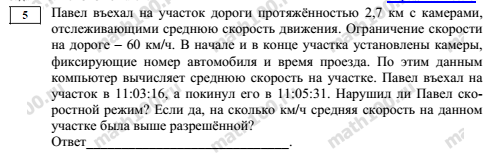 5
Павел въехал на участок дороги протяжённостью 2,7 км с камерами,
отслеживающими среднюю скорость движения. Ограничение скорости
на дороге – 60 км/ч. В начале и в конце участка установлены камеры,
фиксирующие номер автомобиля и время проезда. По этим данным
компьютер вычисляет среднюю скорость на участке. Павел въехал на
участок в 11:03:16, а покинул его в 11:05:31. Нарушил ли Павел ско-
ростной режим? Если да, на сколько км/ч средняя скорость на данном
участке была выше разрешённой?
Ответ____________________________.